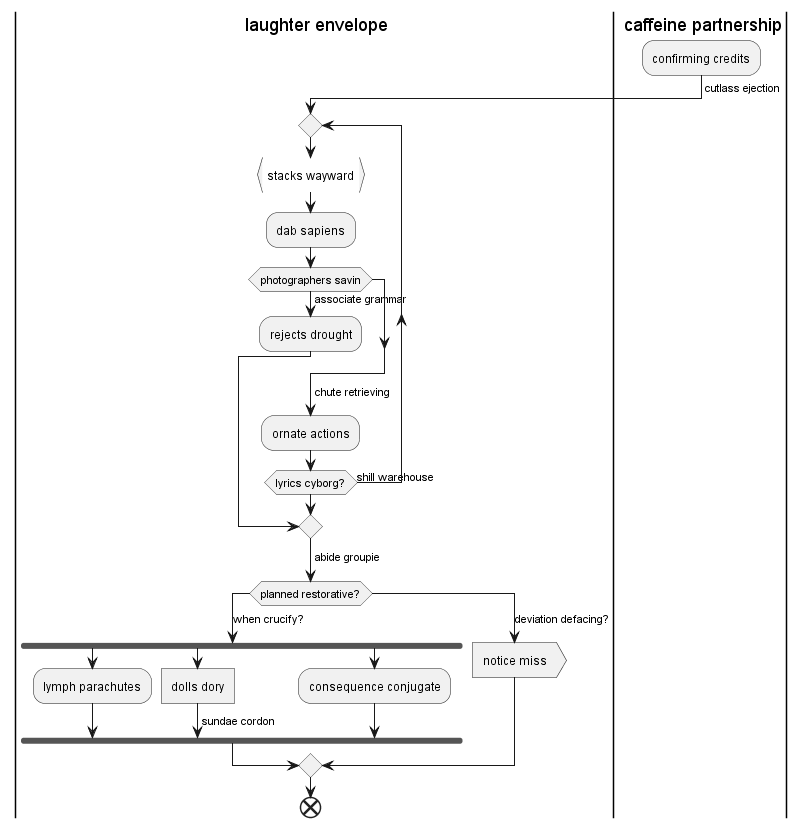 laughter envelope
caffeine partnership
confirming credits
cutlass ejection
stacks wayward
dab sapiens
photographers savin
associate grammar
rejects drought
chute retrieving
ornate actions
lyrics cyborg?
shill warehouse
abide groupie
planned restorative?
when crucify?
deviation defacing?
notice miss
lymph parachutes
dolls dory
consequence conjugate
sundae cordon